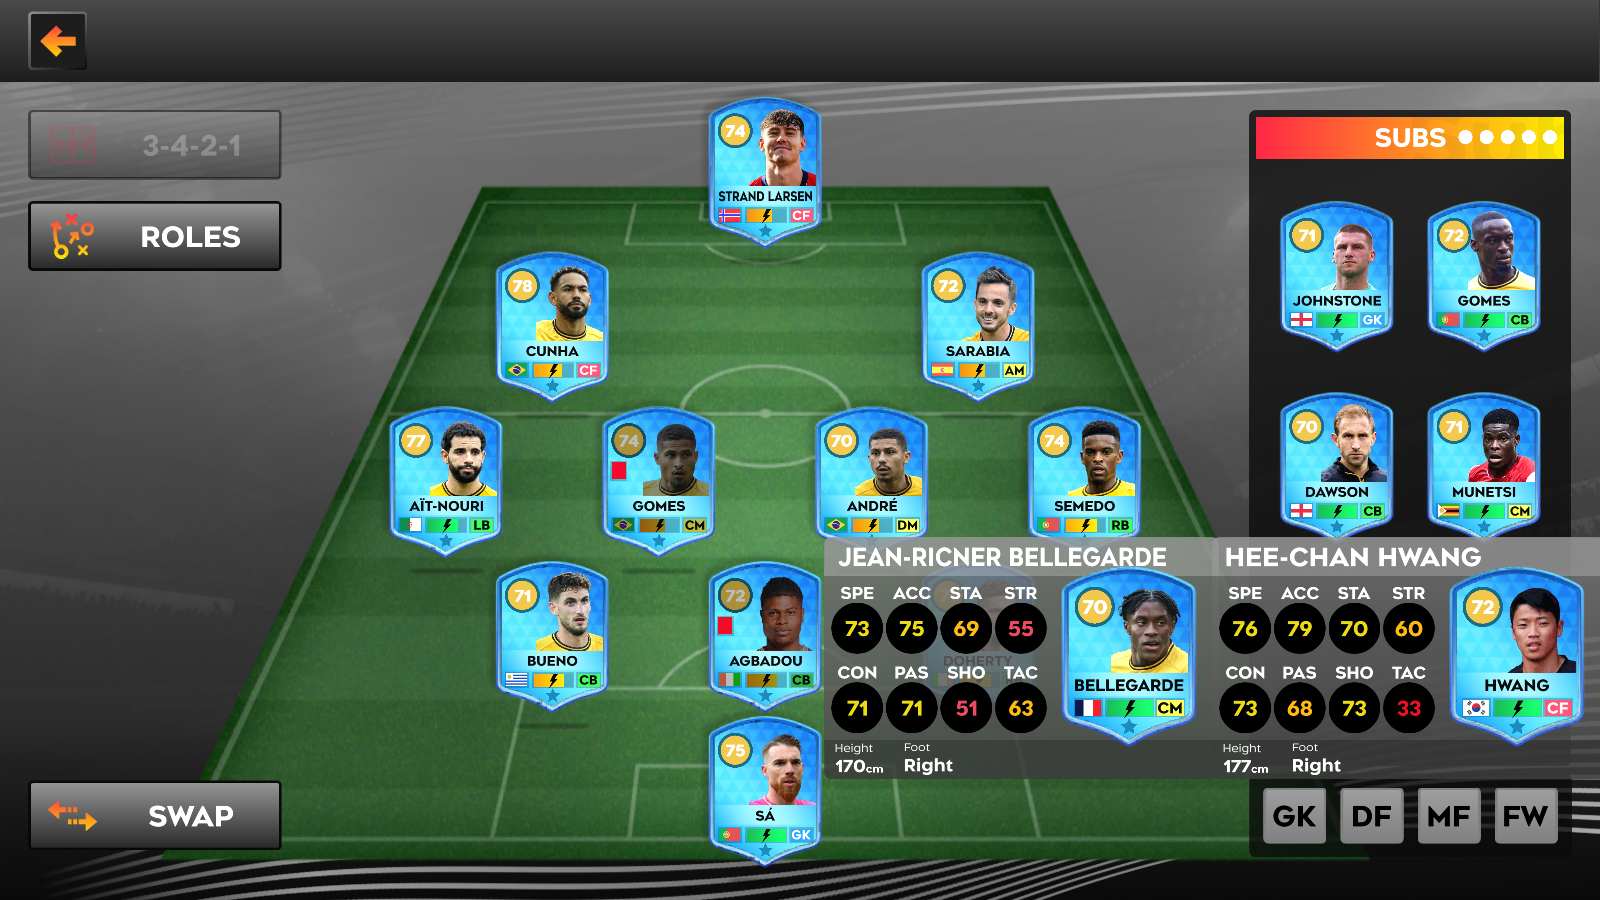 3-4-2-1
ROLES
SWAP
74
STRAND LARSEN
CF
78
CUNHA
CF
72
SARABIA
AM
77
AÏT-NOURI
LB
74
GOMES
CM
70
ANDRÉ
DM
74
SEMEDO
RB
71
BUENO
CB
72
AGBADOU
CB
DOHERTY
75
SÁ
GK
SUBS
71
JOHNSTONE
GK
72
GOMES
CB
70
DAWSON
CB
71
MUNETSI
CM
JEAN-RICNER BELLEGARDE
SPE ACC STA STR
73 75 69 55
CON PAS SHO TAC
71 71 51 63
Height Foot
170cm Right
70
BELLEGARDE
CM
HEE-CHAN HWANG
SPE ACC STA STR
76 79 70 60
CON PAS SHO TAC
73 68 73 33
Height Foot
177cm Right
72
HWANG
CF
GK DF MF FW